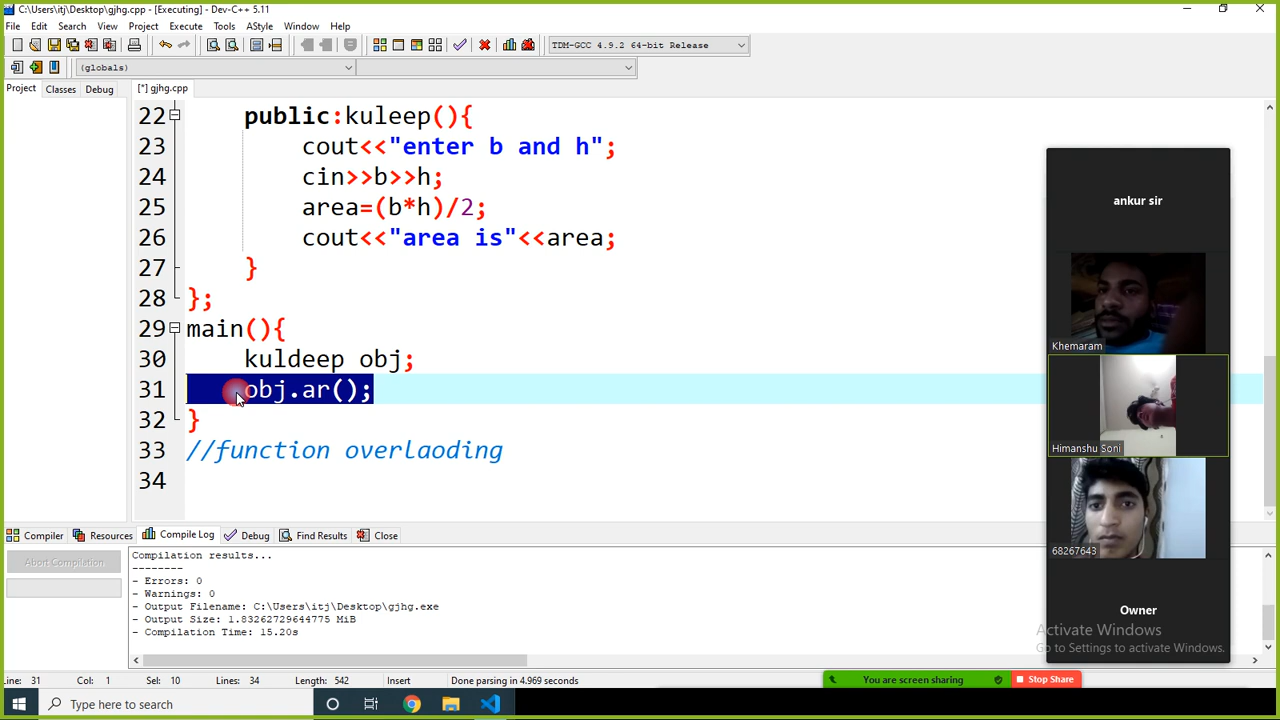 C:\Users\itj\Desktop\gjhg.cpp - [Executing] - Dev-C++ 5.11
File Edit Search View Project Execute Tools AStyle Window Help
TDM-GCC 4.9.2 64-bit Release
(globals)
Project Classes Debug [*] gjhg.cpp
22 public:kuleep(){
23 cout<<"enter b and h";
24 cin>>b>>h;
25 area=(b*h)/2;
26 cout<<"area is"<<area;
27 }
28 };
29 main(){
30 kuldeep obj;
31 obj.ar();
32 }
33 //function overlaoding
34
ankur sir
Khemaram
Himanshu Soni
68267643
Owner
Compiler Resources Compile Log Debug Find Results Close
Abort Compilation
Compilation results...
--------
- Errors: 0
- Warnings: 0
- Output Filename: C:\Users\itj\Desktop\gjhg.exe
- Output Size: 1.83262729644775 MiB
- Compilation Time: 15.20s
Activate Windows
Go to Settings to activate Windows.
Line: 31 Col: 1 Sel: 10 Lines: 34 Length: 542 Insert Done parsing in 4.969 seconds
You are screen sharing Stop Share
Type here to search